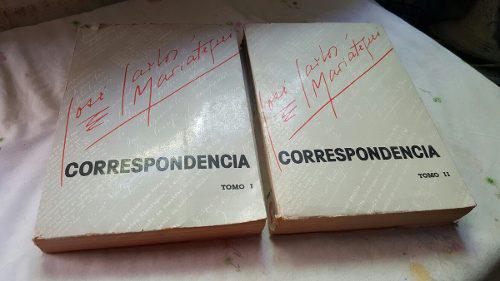 José Carlos
Mariátegui
CORRESPONDENCIA
TOMO I
José Carlos
Mariátegui
CORRESPONDENCIA
TOMO II